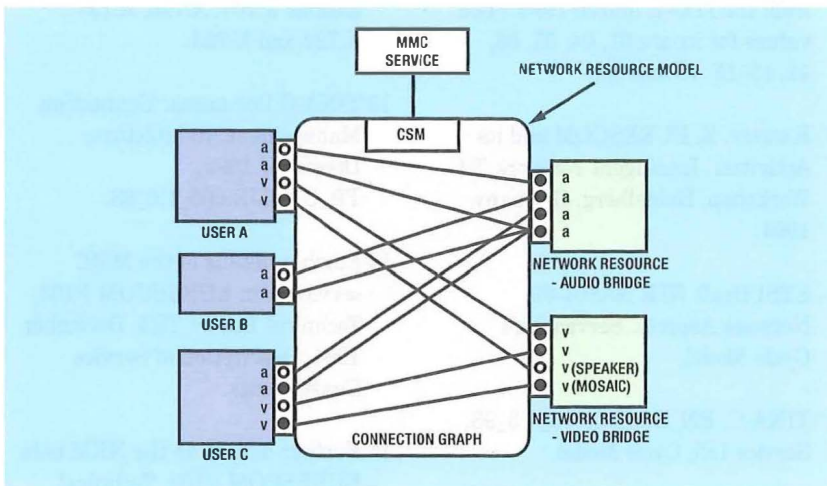 MMC
SERVICE
NETWORK RESOURCE MODEL
CSM
a
a
v
v
USER A
a
a
USER B
a
a
v
v
USER C
a
a
a
a
NETWORK RESOURCE
- AUDIO BRIDGE
v
v
v (SPEAKER)
v (MOSAIC)
NETWORK RESOURCE
- VIDEO BRIDGE
CONNECTION GRAPH